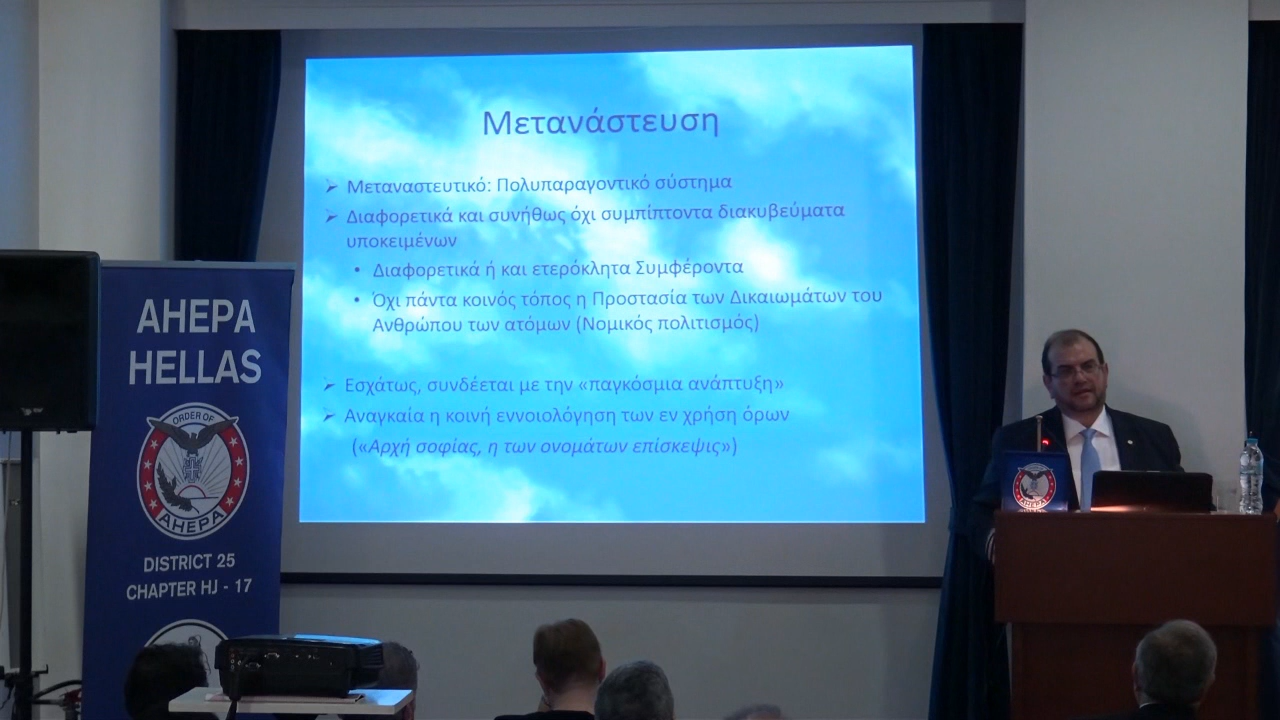 Μετανάστευση
➢ Μεταναστευτικό: Πολυπαραγοντικό σύστημα
➢ Διαφορετικά και συνήθως όχι συμπίπτοντα διακυβεύματα
υποκειμένων
• Διαφορετικά ή και ετερόκλητα Συμφέροντα
• Όχι πάντα κοινός τόπος η Προστασία των Δικαιωμάτων του
Ανθρώπου των ατόμων (Νομικός πολιτισμός)
➢ Εσχάτως, συνδέεται με την «παγκόσμια ανάπτυξη»
➢ Αναγκαία η κοινή εννοιολόγηση των εν χρήση όρων
(«Αρχή σοφίας, η των ονομάτων επίσκεψις»)
AHEPA
HELLAS
ORDER OF
AHEPA
DISTRICT 25
CHAPTER HJ - 17
AHEPA